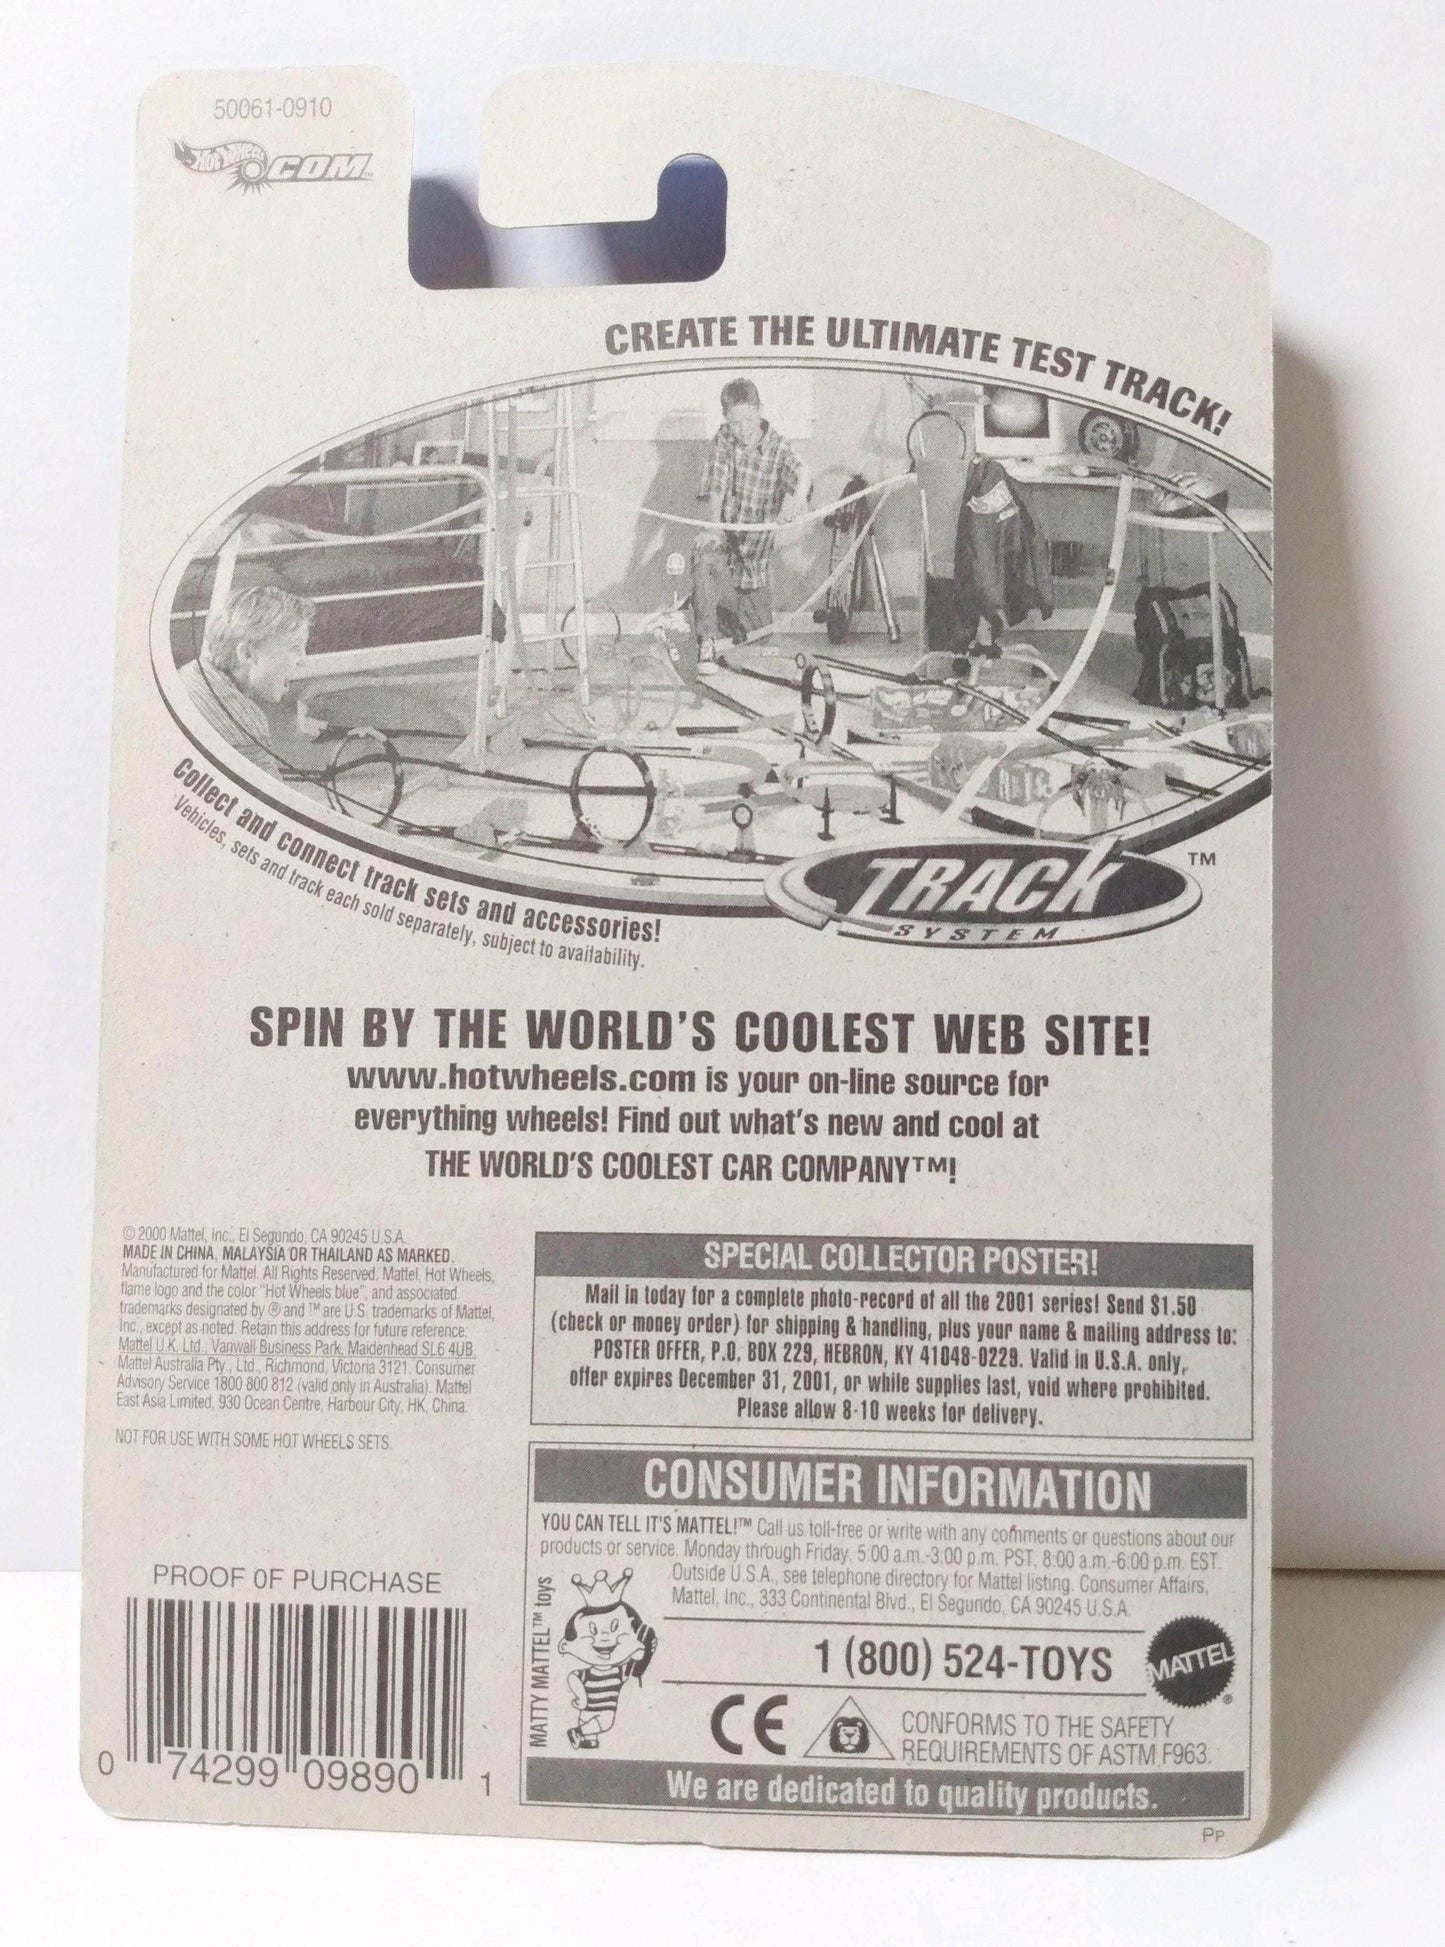 50061-0910
HOT WHEELS .COM™
CREATE THE ULTIMATE TEST TRACK!
Collect and connect track sets and accessories!
Vehicles, sets and track each sold separately, subject to availability.
TRACK™
SYSTEM
SPIN BY THE WORLD'S COOLEST WEB SITE!
www.hotwheels.com is your on-line source for
everything wheels! Find out what's new and cool at
THE WORLD'S COOLEST CAR COMPANY™!
© 2000 Mattel, Inc., El Segundo, CA 90245 U.S.A.
MADE IN CHINA, MALAYSIA OR THAILAND AS MARKED.
Manufactured for Mattel. All Rights Reserved. Mattel, Hot Wheels,
flame logo and the color "Hot Wheels blue", and associated
trademarks designated by ® and ™ are U.S. trademarks of Mattel,
Inc., except as noted. Retain this address for future reference:
Mattel U.K. Ltd., Vanwall Business Park, Maidenhead SL6 4UB.
Mattel Australia Pty., Ltd., Richmond, Victoria 3121. Consumer
Advisory Service 1800 800 812 (valid only in Australia). Mattel
East Asia Limited, 930 Ocean Centre, Harbour City, HK, China.
NOT FOR USE WITH SOME HOT WHEELS SETS.
SPECIAL COLLECTOR POSTER!
Mail in today for a complete photo-record of all the 2001 series! Send $1.50
(check or money order) for shipping & handling, plus your name & mailing address to:
POSTER OFFER, P.O. BOX 229, HEBRON, KY 41048-0229. Valid in U.S.A. only,
offer expires December 31, 2001, or while supplies last, void where prohibited.
Please allow 8-10 weeks for delivery.
CONSUMER INFORMATION
YOU CAN TELL IT'S MATTEL!™ Call us toll-free or write with any comments or questions about our
products or service. Monday through Friday, 5:00 a.m.-3:00 p.m. PST, 8:00 a.m.-6:00 p.m. EST.
Outside U.S.A., see telephone directory for Mattel listing. Consumer Affairs,
Mattel, Inc., 333 Continental Blvd., El Segundo, CA 90245 U.S.A.
MATTY MATTEL™ toys
1 (800) 524-TOYS
MATTEL®
CE
CONFORMS TO THE SAFETY
REQUIREMENTS OF ASTM F963.
We are dedicated to quality products.
PROOF OF PURCHASE
0 74299 09890 1
PP